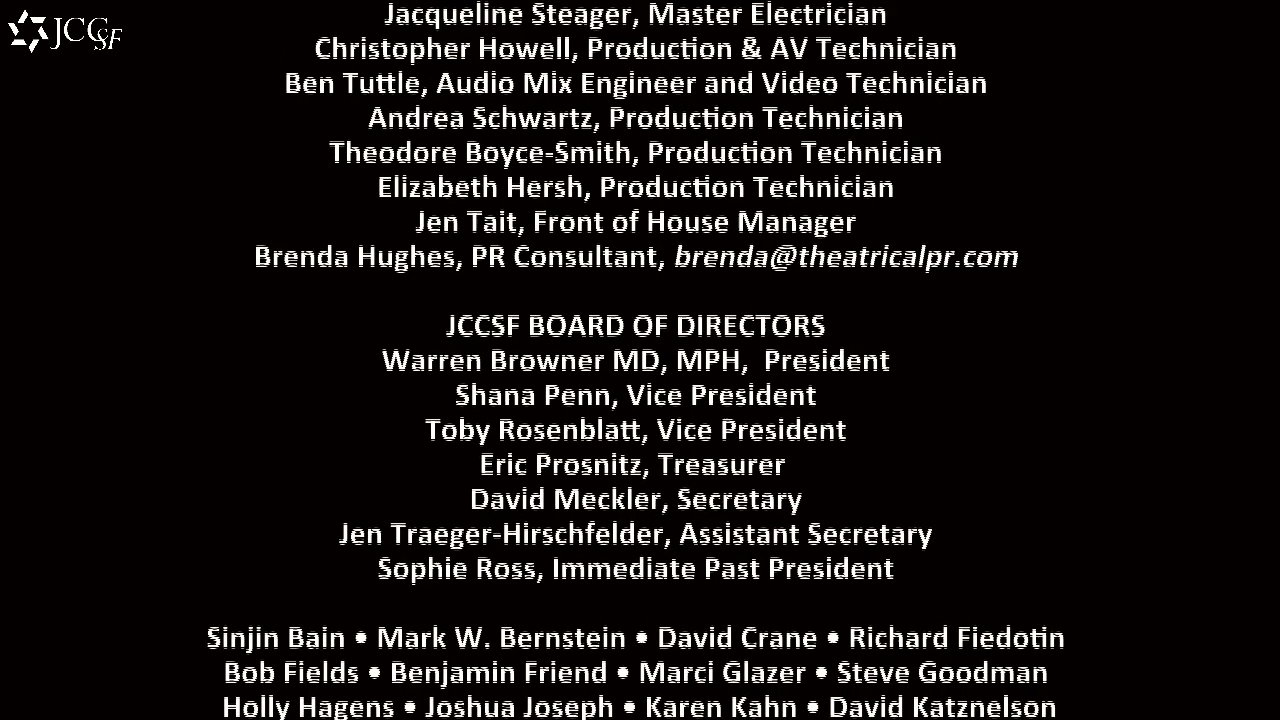 JCCSF
Jacqueline Steager, Master Electrician
Christopher Howell, Production & AV Technician
Ben Tuttle, Audio Mix Engineer and Video Technician
Andrea Schwartz, Production Technician
Theodore Boyce-Smith, Production Technician
Elizabeth Hersh, Production Technician
Jen Tait, Front of House Manager
Brenda Hughes, PR Consultant, brenda@theatricalpr.com
JCCSF BOARD OF DIRECTORS
Warren Browner MD, MPH,  President
Shana Penn, Vice President
Toby Rosenblatt, Vice President
Eric Prosnitz, Treasurer
David Meckler, Secretary
Jen Traeger-Hirschfelder, Assistant Secretary
Sophie Ross, Immediate Past President
Sinjin Bain • Mark W. Bernstein • David Crane • Richard Fiedotin
Bob Fields • Benjamin Friend • Marci Glazer • Steve Goodman
Holly Hagens • Joshua Joseph • Karen Kahn • David Katznelson